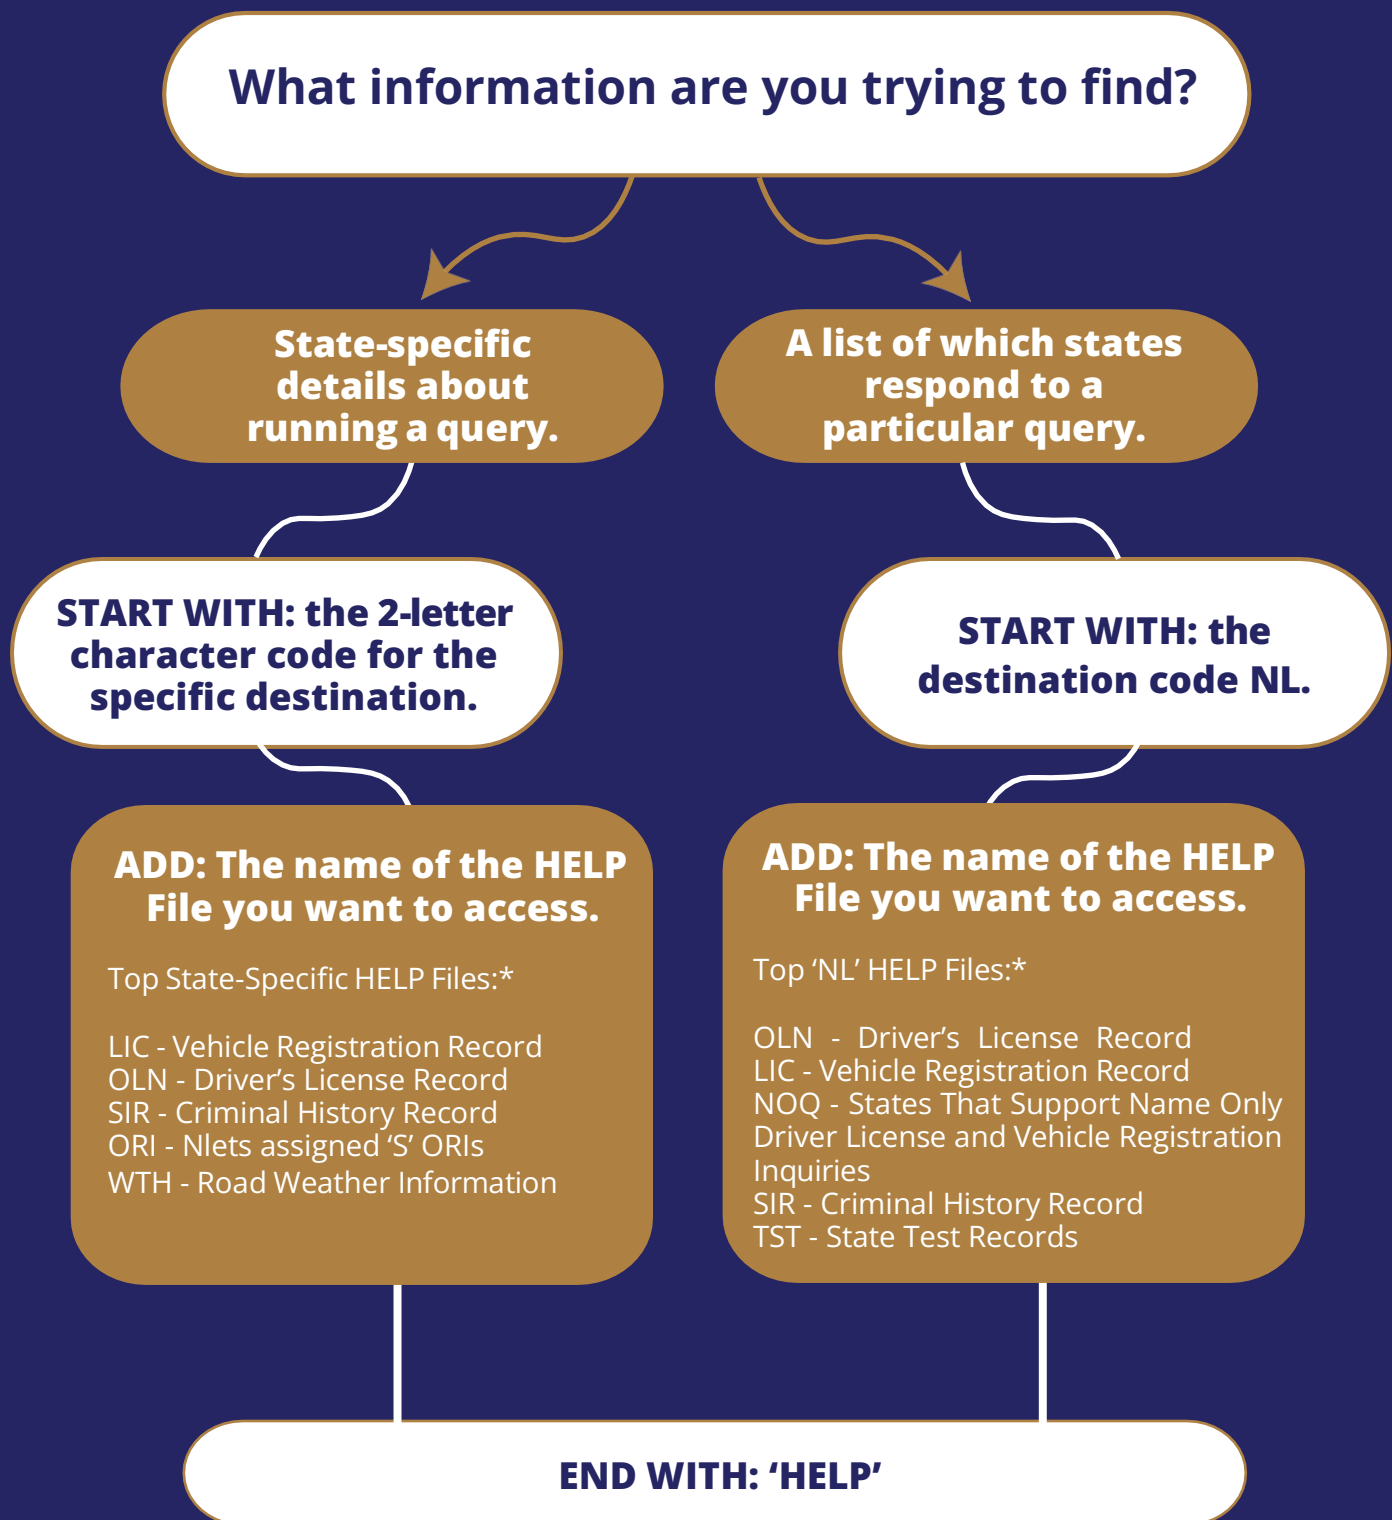 What information are you trying to find?
State-specific
details about
running a query.
A list of which states
respond to a
particular query.
START WITH: the 2-letter
character code for the
specific destination.
START WITH: the
destination code NL.
ADD: The name of the HELP
File you want to access.
Top State-Specific HELP Files:*
LIC - Vehicle Registration Record
OLN - Driver’s License Record
SIR - Criminal History Record
ORI - Nlets assigned ‘S’ ORIs
WTH - Road Weather Information
ADD: The name of the HELP
File you want to access.
Top ‘NL’ HELP Files:*
OLN - Driver’s License Record
LIC - Vehicle Registration Record
NOQ - States That Support Name Only
Driver License and Vehicle Registration
Inquiries
SIR - Criminal History Record
TST - State Test Records
END WITH: ‘HELP’